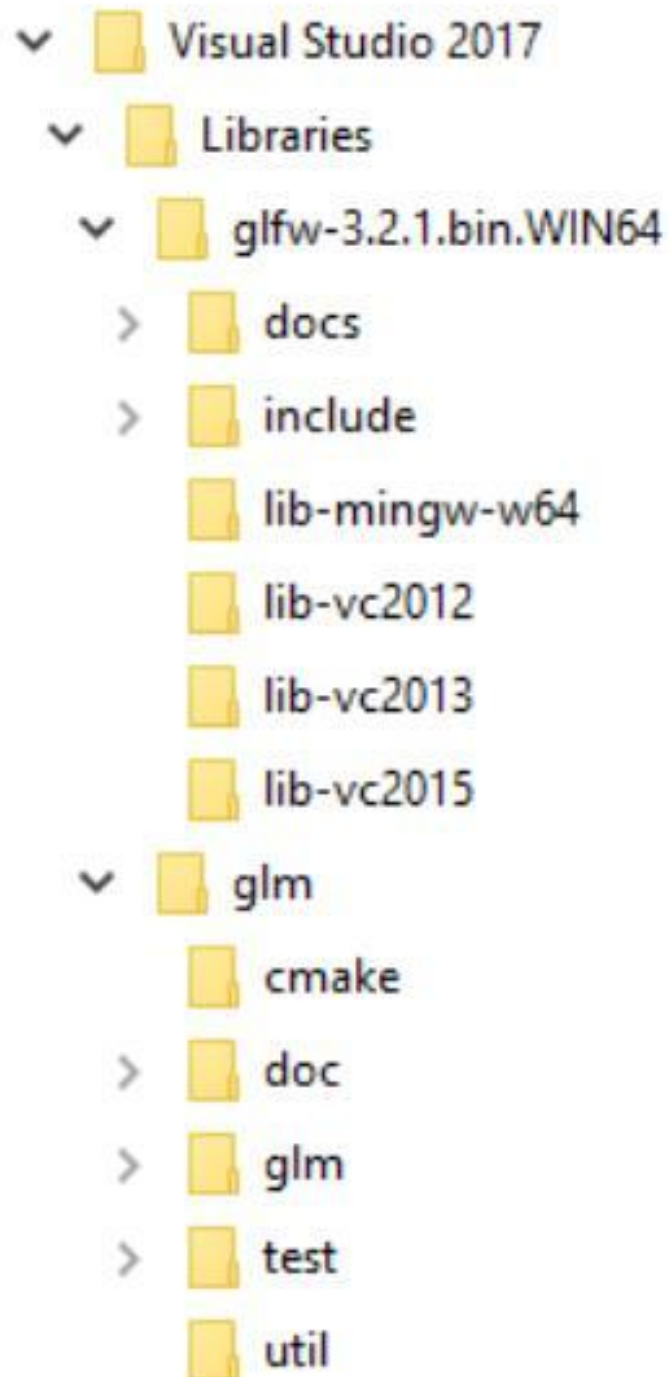 Visual Studio 2017
Libraries
glfw-3.2.1.bin.WIN64
docs
include
lib-mingw-w64
lib-vc2012
lib-vc2013
lib-vc2015
glm
cmake
doc
glm
test
util